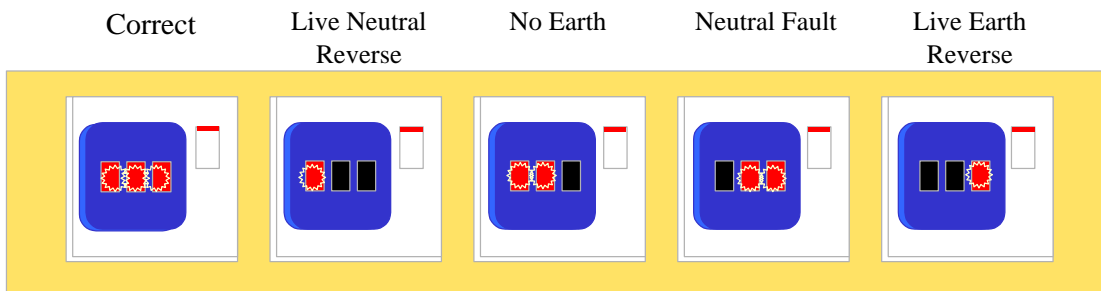 Correct
Live Neutral
Reverse
No Earth
Neutral Fault
Live Earth
Reverse